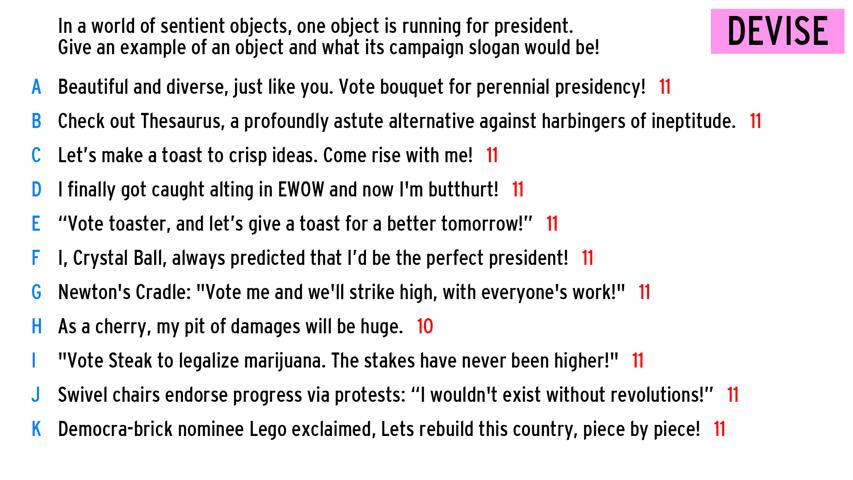 In a world of sentient objects, one object is running for president.
Give an example of an object and what its campaign slogan would be!
DEVISE
A Beautiful and diverse, just like you. Vote bouquet for perennial presidency! 11
B Check out Thesaurus, a profoundly astute alternative against harbingers of ineptitude. 11
C Let’s make a toast to crisp ideas. Come rise with me! 11
D I finally got caught alting in EWOW and now I'm butthurt! 11
E “Vote toaster, and let’s give a toast for a better tomorrow!” 11
F I, Crystal Ball, always predicted that I’d be the perfect president! 11
G Newton's Cradle: "Vote me and we'll strike high, with everyone's work!" 11
H As a cherry, my pit of damages will be huge. 10
I "Vote Steak to legalize marijuana. The stakes have never been higher!" 11
J Swivel chairs endorse progress via protests: “I wouldn't exist without revolutions!” 11
K Democra-brick nominee Lego exclaimed, Lets rebuild this country, piece by piece! 11